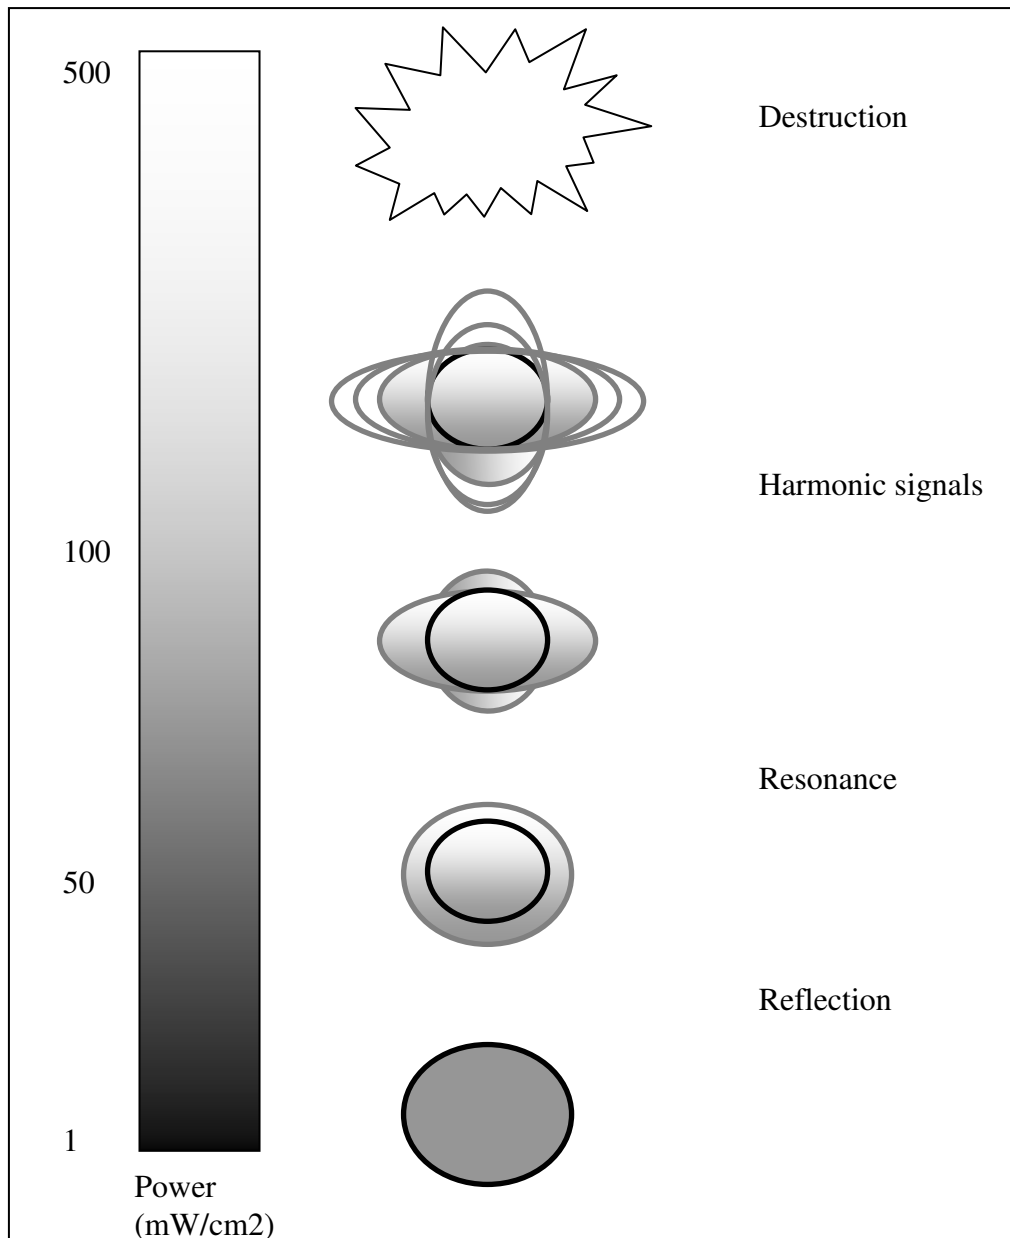 500
Destruction
Harmonic signals
100
Resonance
50
Reflection
1
Power
(mW/cm2)